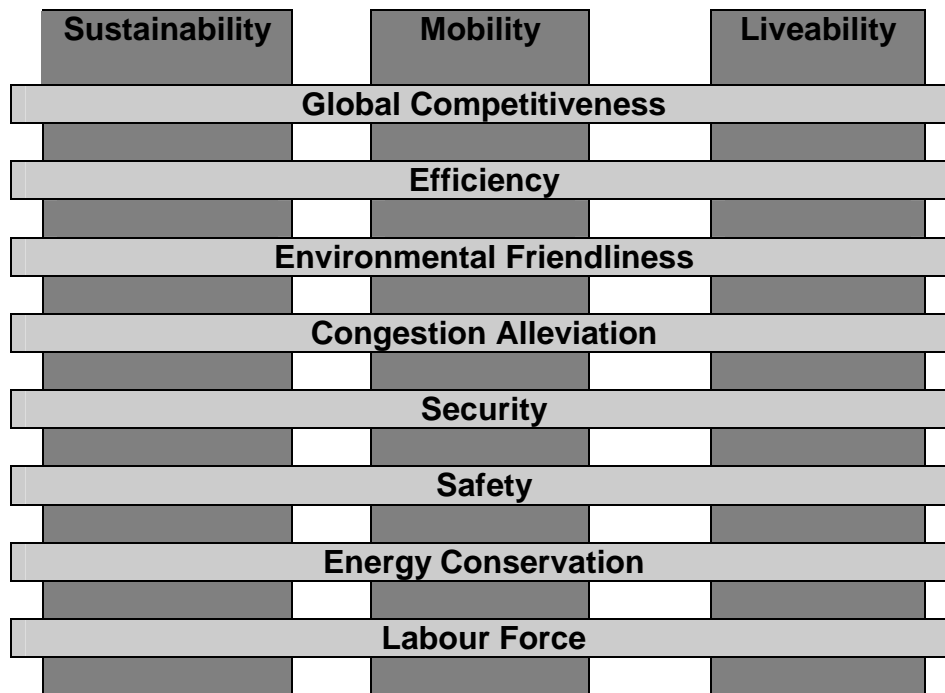 Sustainability Mobility Liveability
Global Competitiveness
Efficiency
Environmental Friendliness
Congestion Alleviation
Security
Safety
Energy Conservation
Labour Force